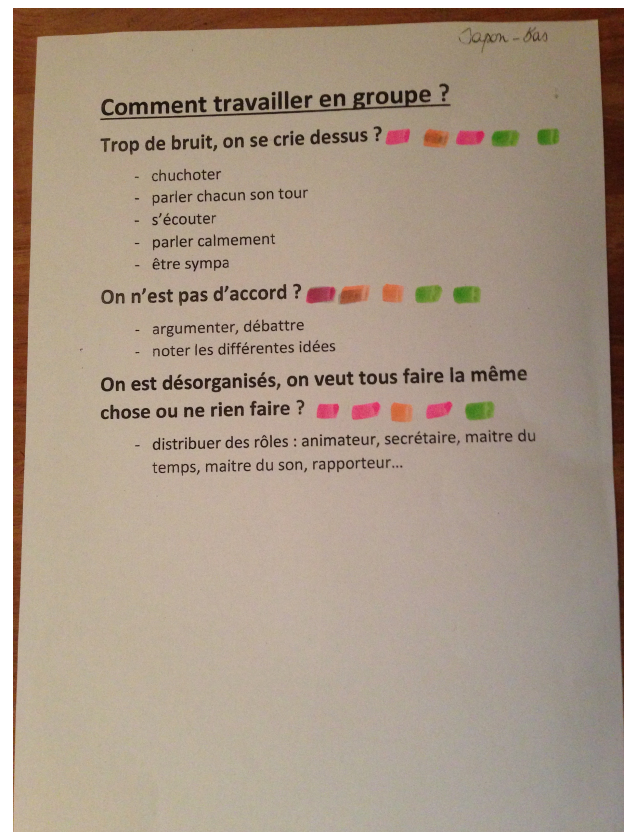 Japon - Kas
Comment travailler en groupe ?
Trop de bruit, on se crie dessus ?
- chuchoter
- parler chacun son tour
- s'écouter
- parler calmement
- être sympa
On n'est pas d'accord ?
- argumenter, débattre
- noter les différentes idées
On est désorganisés, on veut tous faire la même
chose ou ne rien faire ?
- distribuer des rôles : animateur, secrétaire, maitre du
temps, maitre du son, rapporteur...